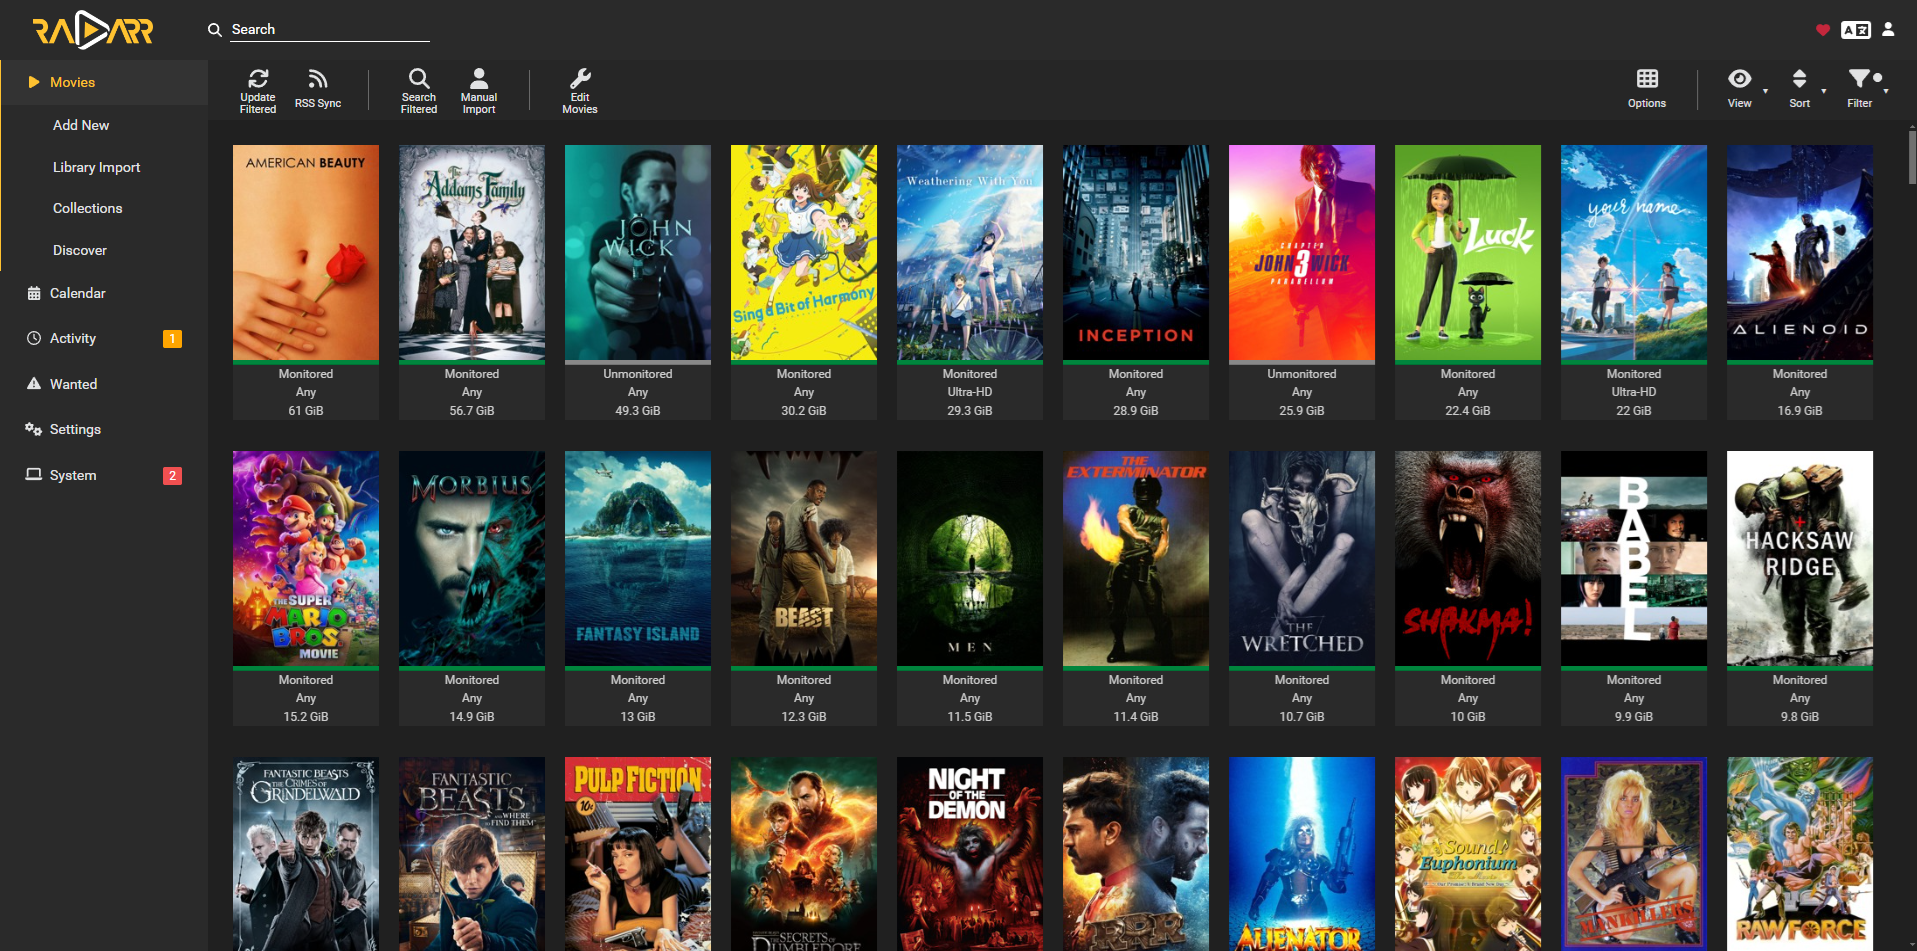 RADARR
Search
Movies
Add New
Library Import
Collections
Discover
Calendar
Activity
1
Wanted
Settings
System
2
Update
Filtered
RSS Sync
Search
Filtered
Manual
Import
Edit
Movies
Options
View
Sort
Filter
AMERICAN BEAUTY
Monitored
Any
61 GiB
The
Addams Family
Monitored
Any
56.7 GiB
JOHN
WICK
Unmonitored
Any
49.3 GiB
Sing a Bit of Harmony
Monitored
Any
30.2 GiB
Weathering With You
Monitored
Ultra-HD
29.3 GiB
INCEPTION
Monitored
Any
28.9 GiB
CHAPTER
JOHN 3 WICK
PARABELLUM
Unmonitored
Any
25.9 GiB
Luck
Monitored
Any
22.4 GiB
your name
Monitored
Ultra-HD
22 GiB
ALIENOID
Monitored
Any
16.9 GiB
THE SUPER
MARIO
BROS.
MOVIE
Monitored
Any
15.2 GiB
MORBIUS
Monitored
Any
14.9 GiB
FANTASY ISLAND
Monitored
Any
13 GiB
BEAST
Monitored
Any
12.3 GiB
MEN
Monitored
Any
11.5 GiB
THE
EXTERMINATOR
Monitored
Any
11.4 GiB
THE
WRETCHED
Monitored
Any
10.7 GiB
SHAKMA!
Monitored
Any
10 GiB
BABEL
Monitored
Any
9.9 GiB
HACKSAW
RIDGE
Monitored
Any
9.8 GiB
FANTASTIC BEASTS
THE CRIMES OF
GRINDELWALD
FANTASTIC
BEASTS
AND WHERE
TO FIND THEM
PULP FICTION
10¢
THE SECRETS OF
DUMBLEDORE
NIGHT
OF THE
DEMON
RRR
ALIENATOR
Sound!
Euphonium
MANKILLERS
RAW FORCE